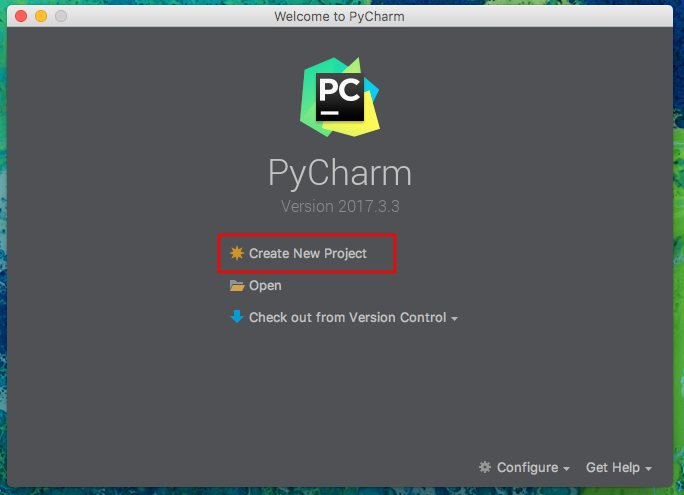 Welcome to PyCharm
PC
PyCharm
Version 2017.3.3
Create New Project
Open
Check out from Version Control
Configure Get Help